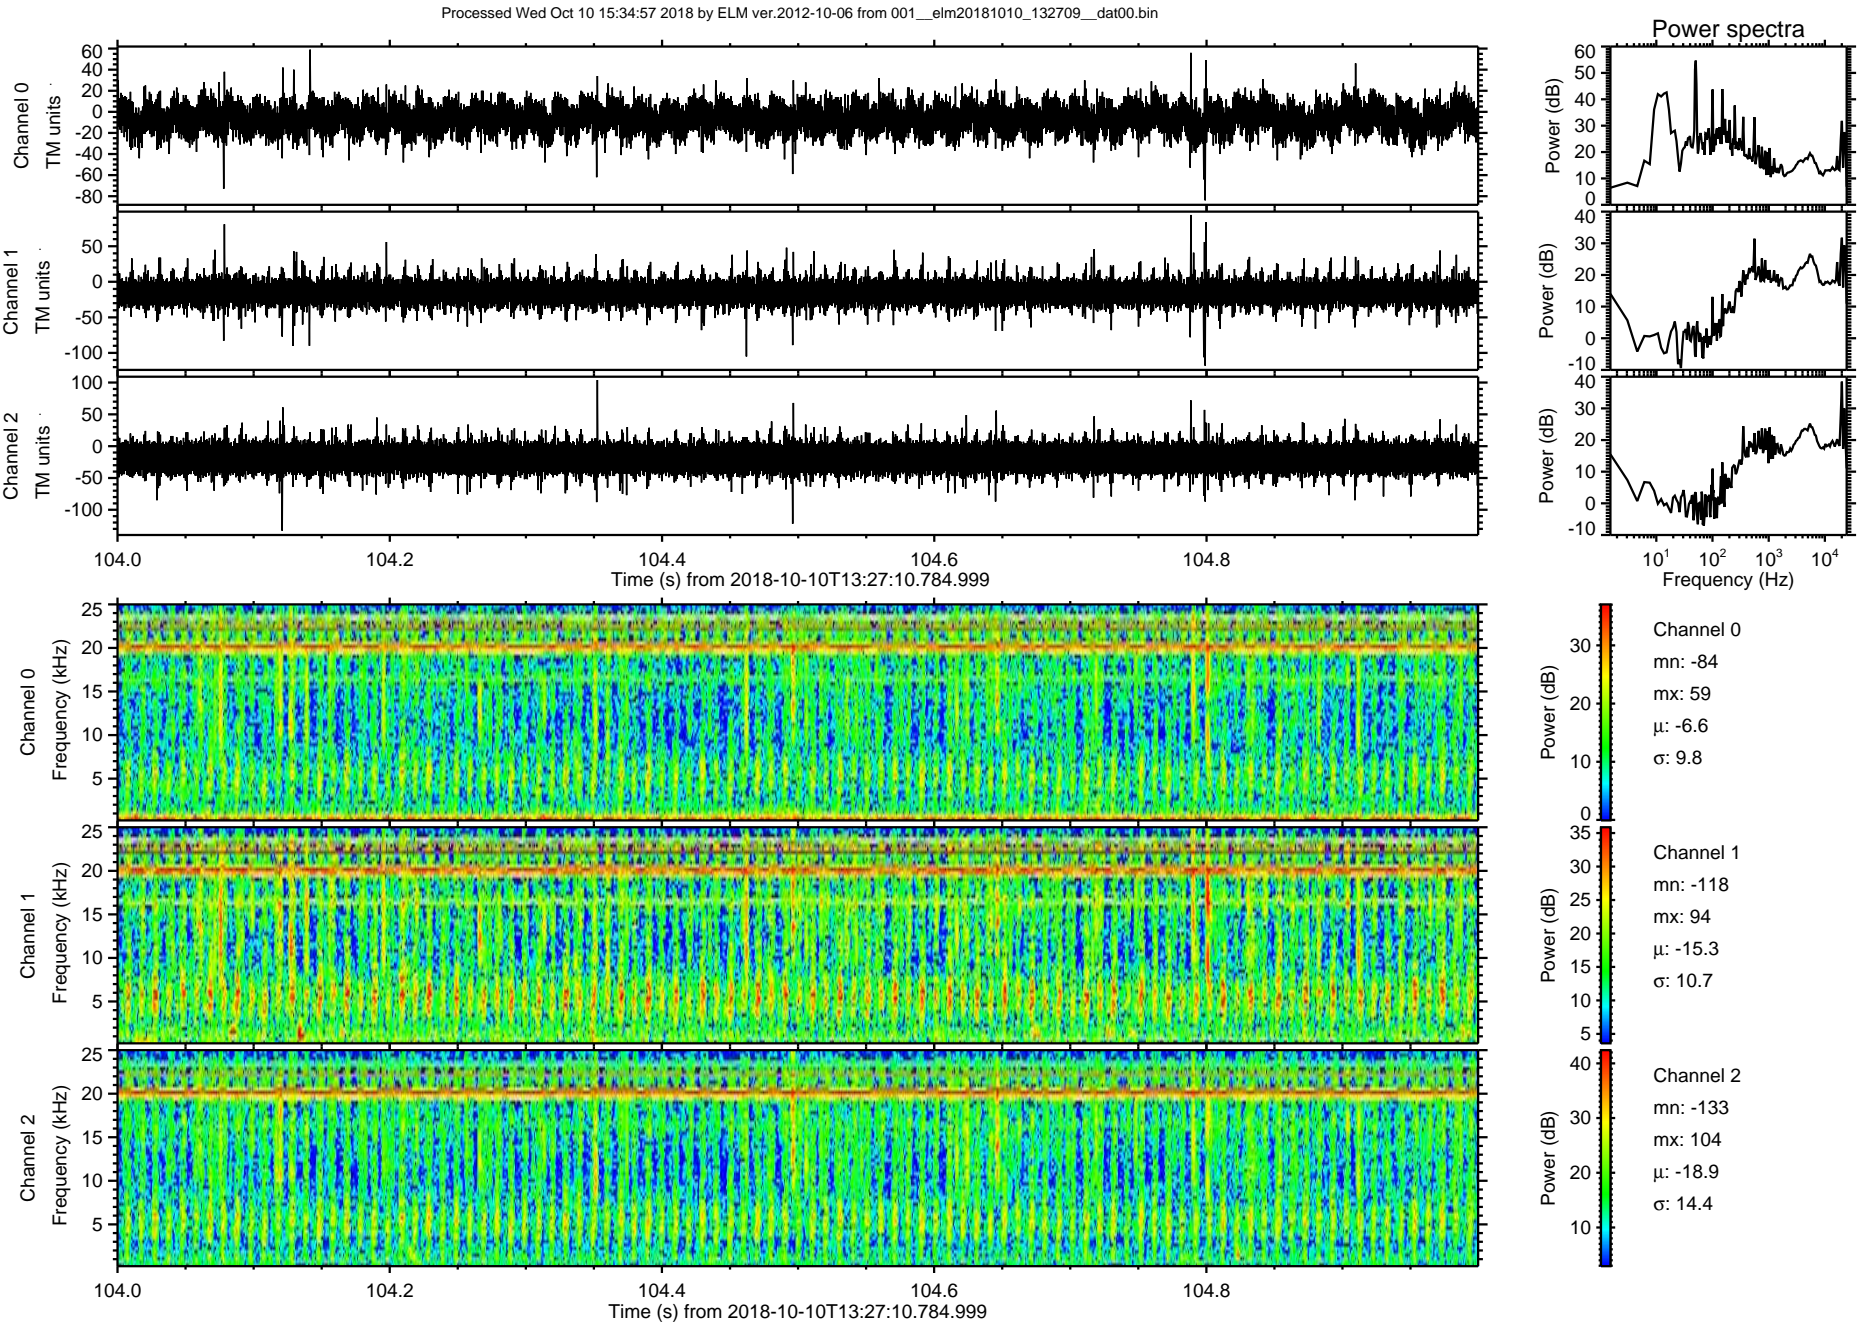 Processed Wed Oct 10 15:34:57 2018 by ELM ver.2012-10-06 from 001__elm20181010_132709__dat00.bin
Power spectra
Channel 0
TM units
60
40
20
0
-20
-40
-60
-80
Power (dB)
60
50
40
30
20
10
0
Channel 1
TM units
50
0
-50
-100
Power (dB)
40
30
20
10
0
-10
Channel 2
TM units
100
50
0
-50
-100
Power (dB)
40
30
20
10
0
-10
104.0 104.2 104.4 104.6 104.8
Time (s) from 2018-10-10T13:27:10.784.999
10¹ 10² 10³ 10⁴
Frequency (Hz)
Channel 0
Frequency (kHz)
25
20
15
10
5
Power (dB)
30
20
10
0
Channel 0
mn: -84
mx: 59
µ: -6.6
σ: 9.8
Channel 1
Frequency (kHz)
25
20
15
10
5
Power (dB)
35
30
25
20
15
10
5
Channel 1
mn: -118
mx: 94
µ: -15.3
σ: 10.7
Channel 2
Frequency (kHz)
25
20
15
10
5
Power (dB)
40
30
20
10
Channel 2
mn: -133
mx: 104
µ: -18.9
σ: 14.4
104.0 104.2 104.4 104.6 104.8
Time (s) from 2018-10-10T13:27:10.784.999